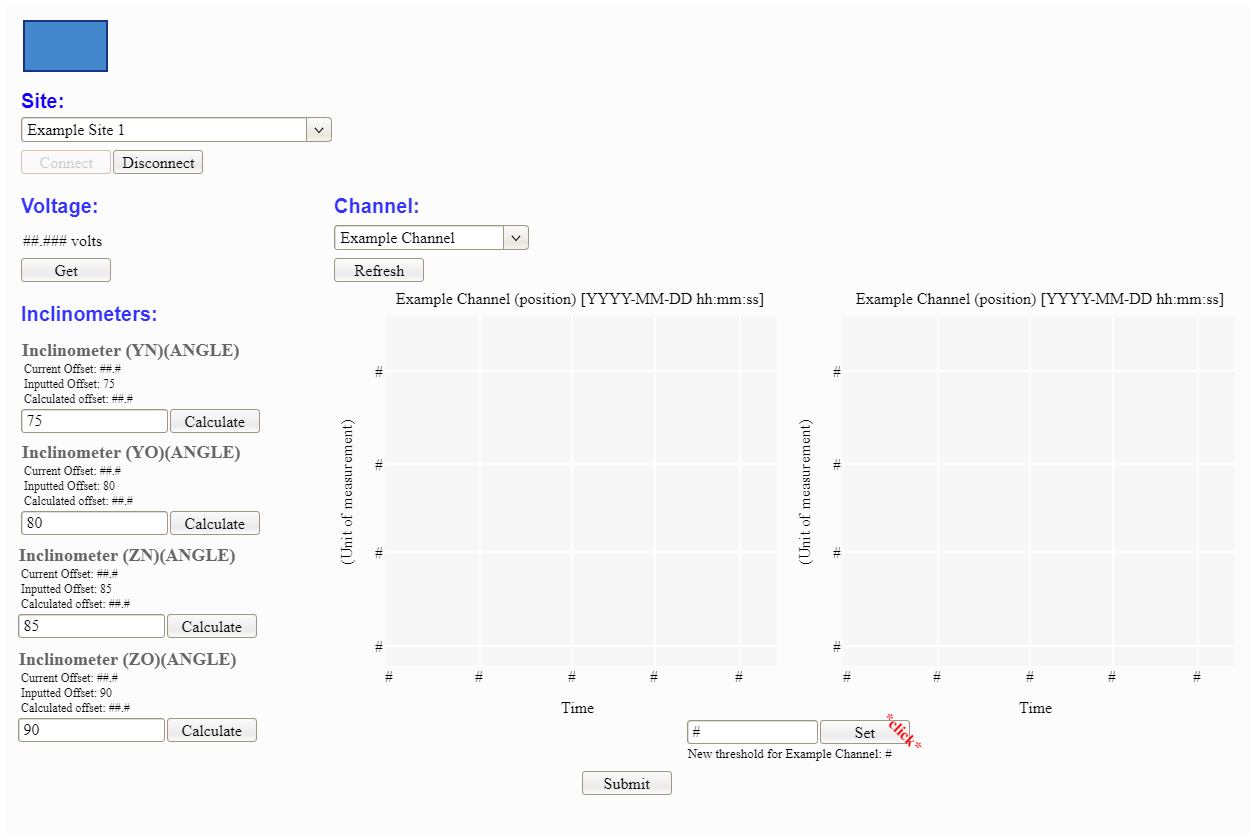 Site:
Example Site 1
Connect Disconnect
Voltage:
##.### volts
Get
Channel:
Example Channel
Refresh
Inclinometers:
Inclinometer (YN)(ANGLE)
Current Offset: ##.#
Inputted Offset: 75
Calculated offset: ##.#
75 Calculate
Inclinometer (YO)(ANGLE)
Current Offset: ##.#
Inputted Offset: 80
Calculated offset: ##.#
80 Calculate
Inclinometer (ZN)(ANGLE)
Current Offset: ##.#
Inputted Offset: 85
Calculated offset: ##.#
85 Calculate
Inclinometer (ZO)(ANGLE)
Current Offset: ##.#
Inputted Offset: 90
Calculated offset: ##.#
90 Calculate
Example Channel (position) [YYYY-MM-DD hh:mm:ss]
(Unit of measurement)
#
#
#
#
# # # # #
Time
Example Channel (position) [YYYY-MM-DD hh:mm:ss]
(Unit of measurement)
#
#
#
#
# # # # #
Time
# Set
*click*
New threshold for Example Channel: #
Submit